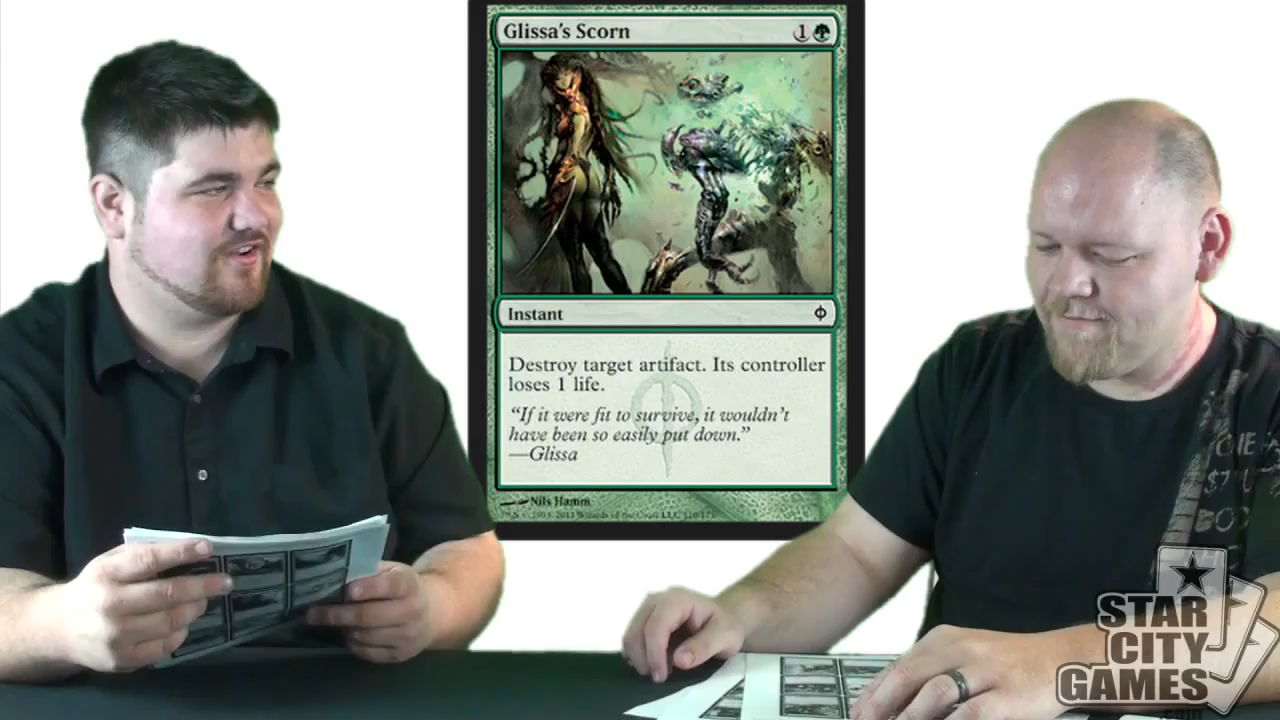 Glissa's Scorn 1
Instant
Destroy target artifact. Its controller
loses 1 life.
"If it were fit to survive, it wouldn't
have been so easily put down."
—Glissa
Nils Hamm
STAR
CITY
GAMES